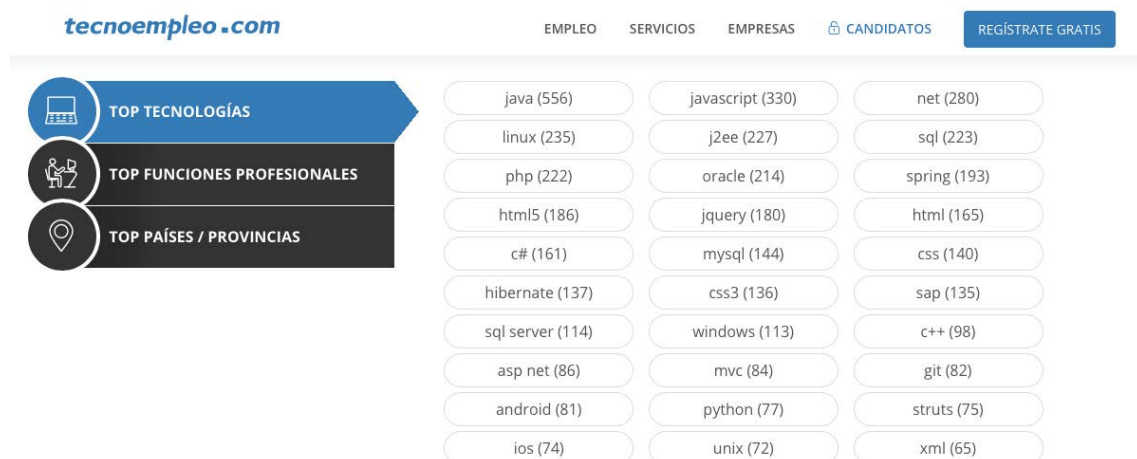 tecnoempleo.com
EMPLEO SERVICIOS EMPRESAS CANDIDATOS REGÍSTRATE GRATIS
TOP TECNOLOGÍAS
TOP FUNCIONES PROFESIONALES
TOP PAÍSES / PROVINCIAS
java (556) javascript (330) net (280)
linux (235) j2ee (227) sql (223)
php (222) oracle (214) spring (193)
html5 (186) jquery (180) html (165)
c# (161) mysql (144) css (140)
hibernate (137) css3 (136) sap (135)
sql server (114) windows (113) c++ (98)
asp net (86) mvc (84) git (82)
android (81) python (77) struts (75)
ios (74) unix (72) xml (65)